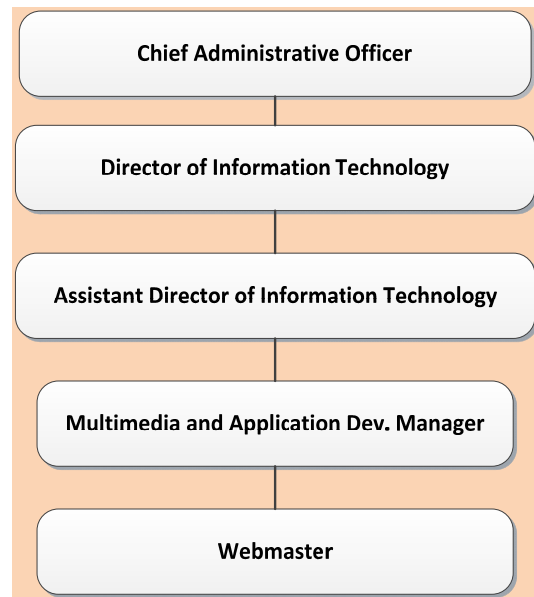 Chief Administrative Officer
Director of Information Technology
Assistant Director of Information Technology
Multimedia and Application Dev. Manager
Webmaster